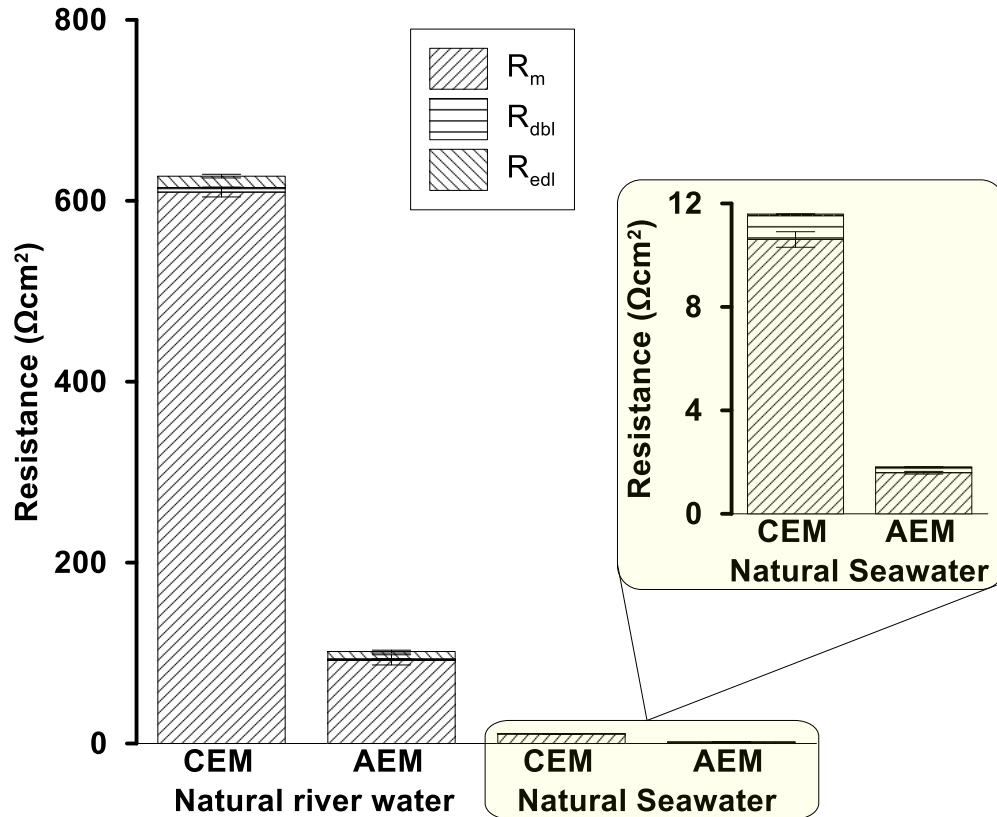 800
600
400
200
0
Resistance (Ωcm²)
R_m
R_dbl
R_edl
CEM
AEM
CEM
AEM
Natural river water
Natural Seawater
12
8
4
0
Resistance (Ωcm²)
CEM
AEM
Natural Seawater